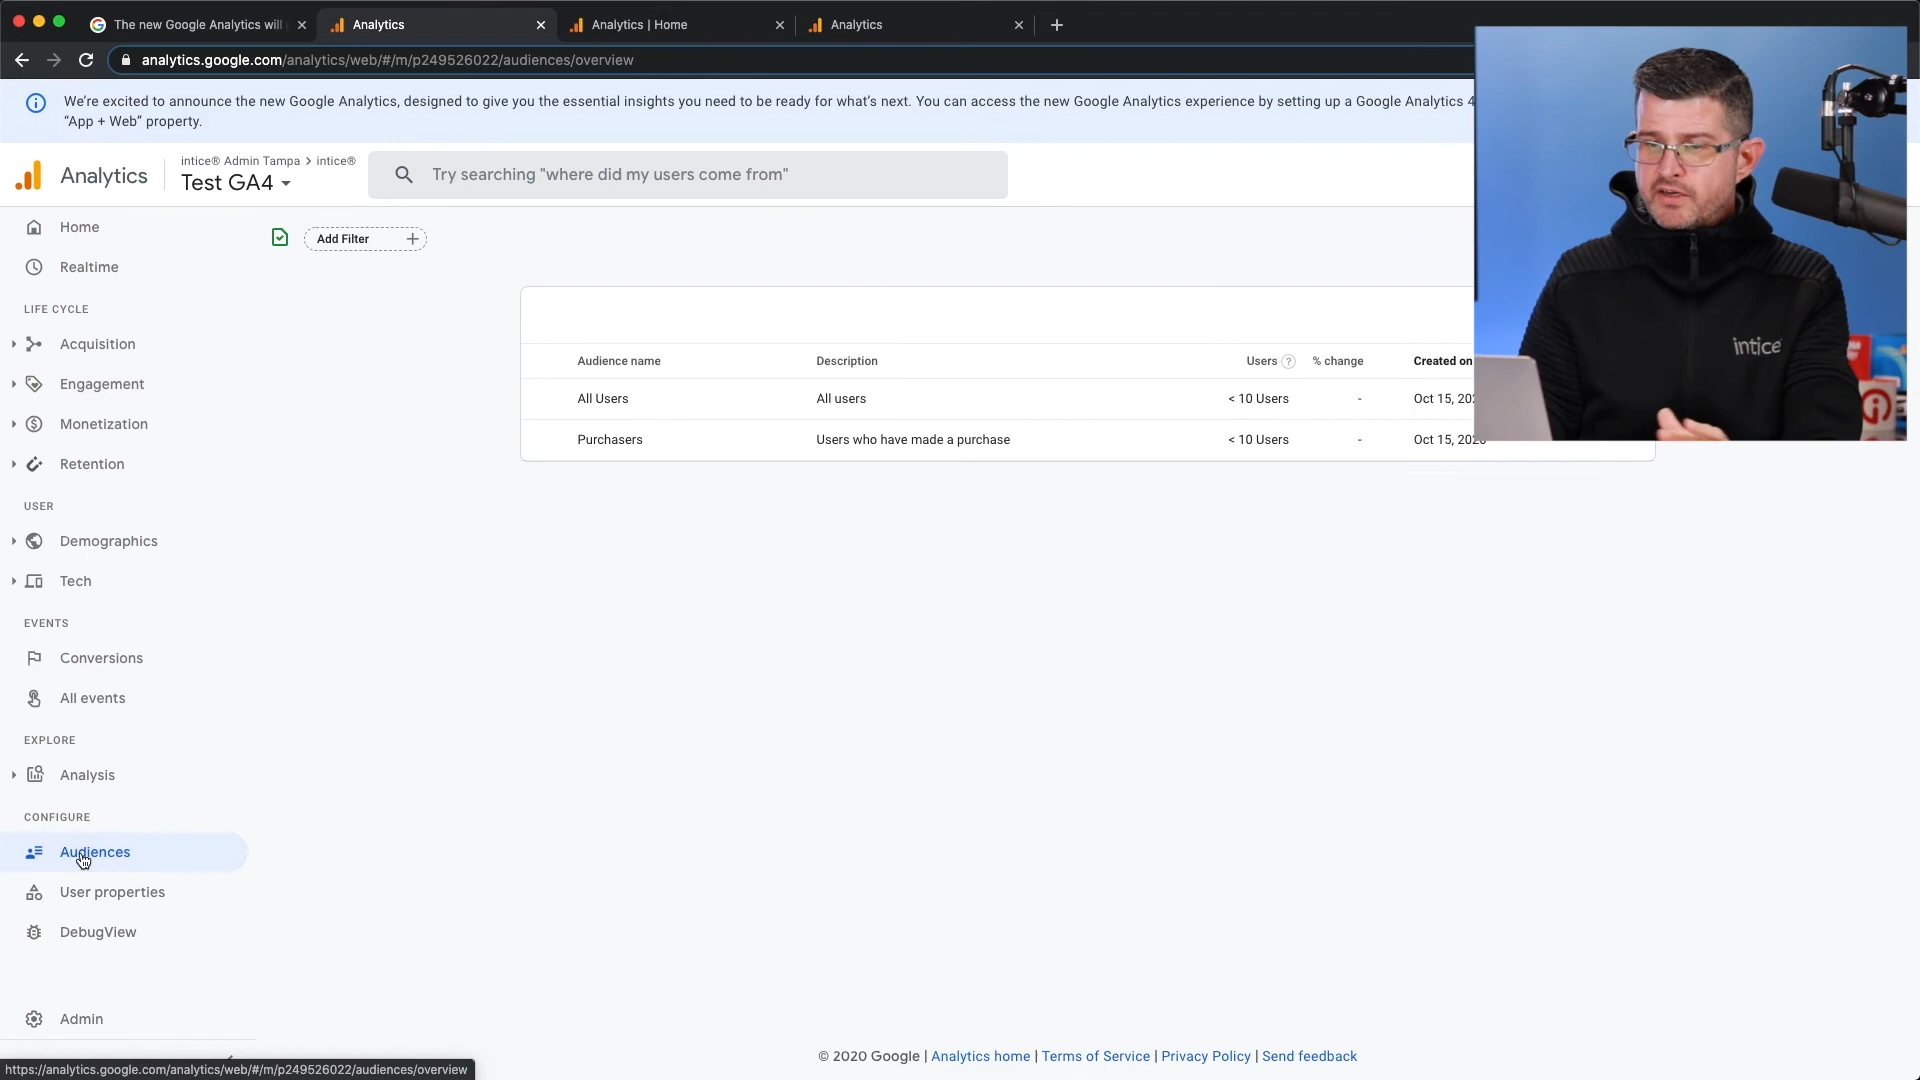 The new Google Analytics will
Analytics
Analytics | Home
Analytics
analytics.google.com/analytics/web/#/m/p249526022/audiences/overview
We're excited to announce the new Google Analytics, designed to give you the essential insights you need to be ready for what's next. You can access the new Google Analytics experience by setting up a Google Analytics 4
"App + Web" property.
Analytics
intice® Admin Tampa > intice®
Test GA4
Try searching "where did my users come from"
Home
Realtime
LIFE CYCLE
Acquisition
Engagement
Monetization
Retention
USER
Demographics
Tech
EVENTS
Conversions
All events
EXPLORE
Analysis
CONFIGURE
Audiences
User properties
DebugView
Admin
Add Filter +
Audience name Description Users ? % change Created on
All Users All users < 10 Users - Oct 15, 202
Purchasers Users who have made a purchase < 10 Users - Oct 15, 2020
intice
© 2020 Google | Analytics home | Terms of Service | Privacy Policy | Send feedback
https://analytics.google.com/analytics/web/#/m/p249526022/audiences/overview